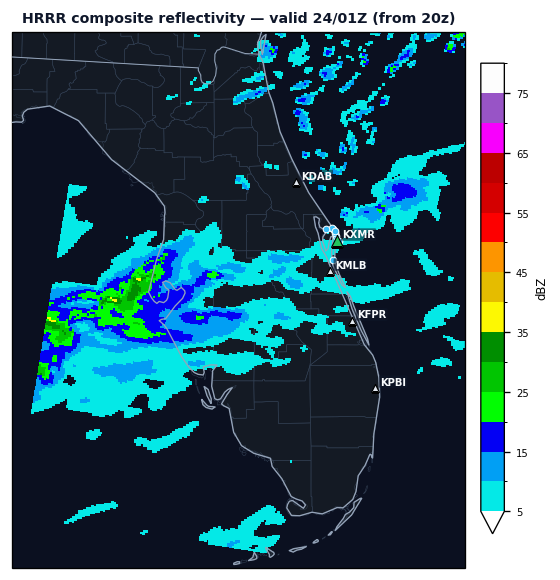 HRRR composite reflectivity — valid 24/01Z (from 20z)
KDAB
KXMR
KMLB
KFPR
KPBI
75
65
55
45
35
25
15
5
dBZ